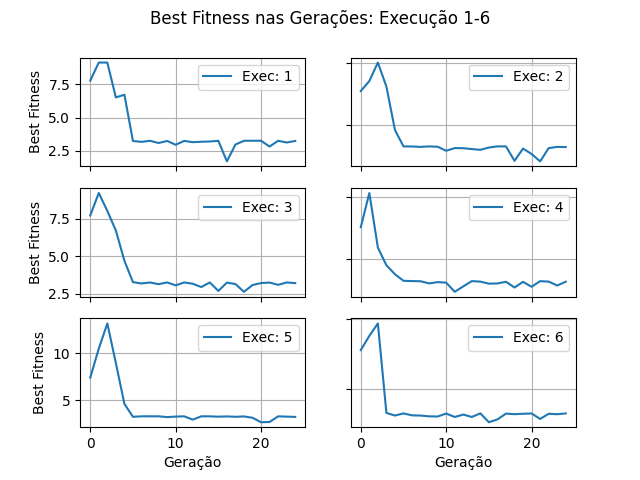 Best Fitness nas Gerações: Execução 1-6
Best Fitness
7.5
5.0
2.5
Exec: 1
Exec: 2
Best Fitness
7.5
5.0
2.5
Exec: 3
Exec: 4
Best Fitness
10
5
Exec: 5
0
10
20
Geração
Exec: 6
0
10
20
Geração